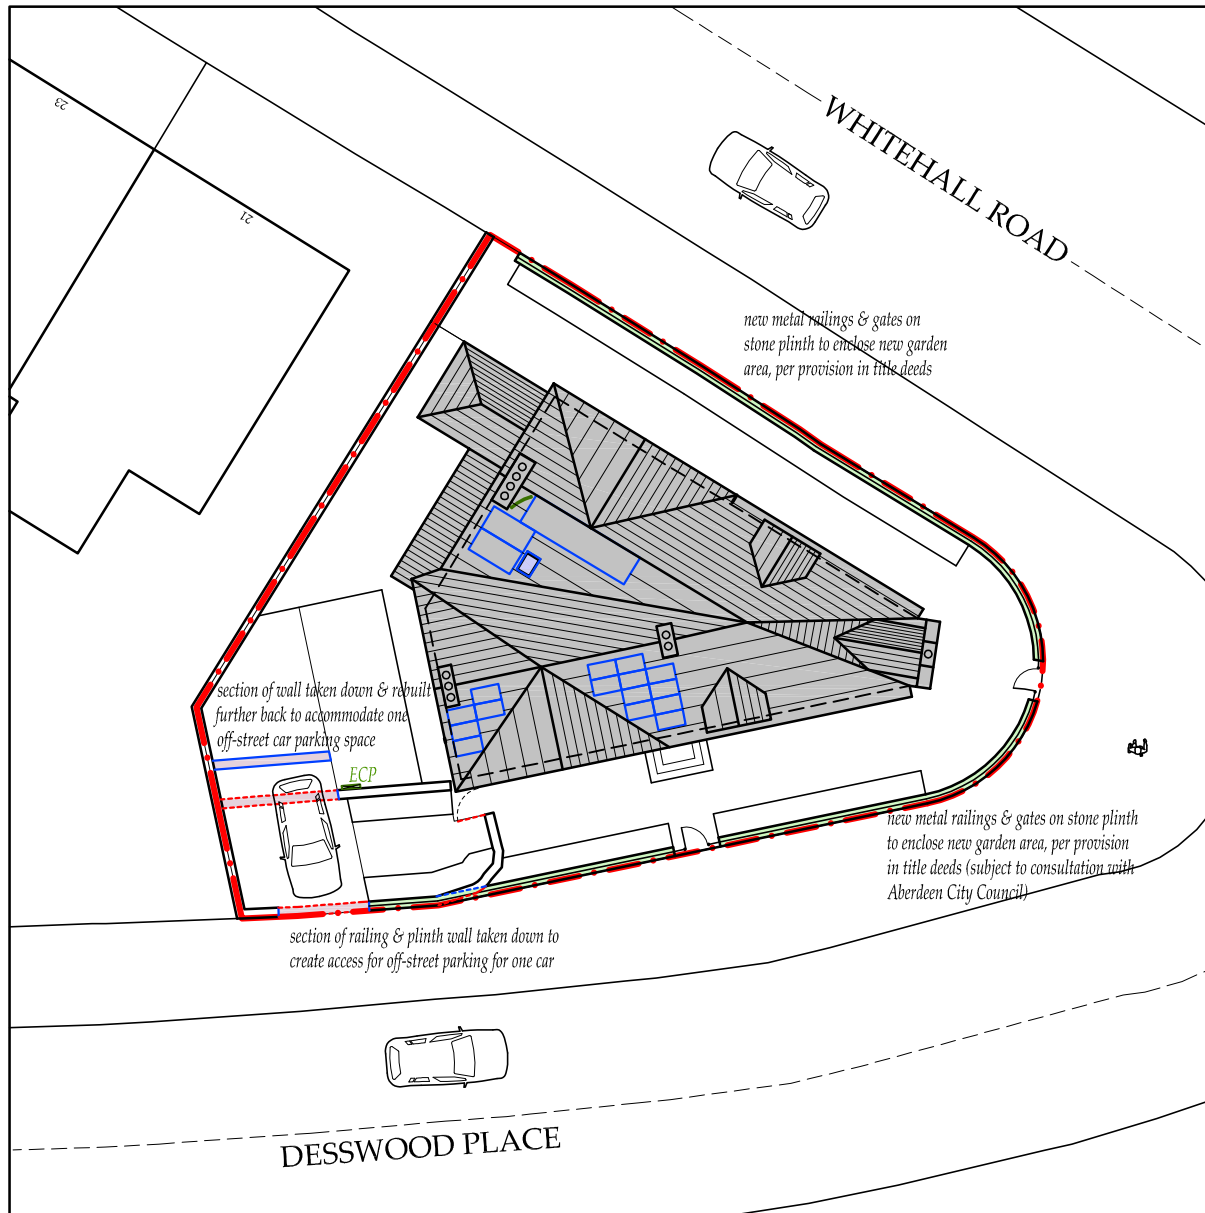 23
21
WHITEHALL ROAD
new metal railings & gates on
stone plinth to enclose new garden
area, per provision in title deeds
section of wall taken down & rebuilt
further back to accommodate one
off-street car parking space
ECP
new metal railings & gates on stone plinth
to enclose new garden area, per provision
in title deeds (subject to consultation with
Aberdeen City Council)
section of railing & plinth wall taken down to
create access for off-street parking for one car
DESSWOOD PLACE